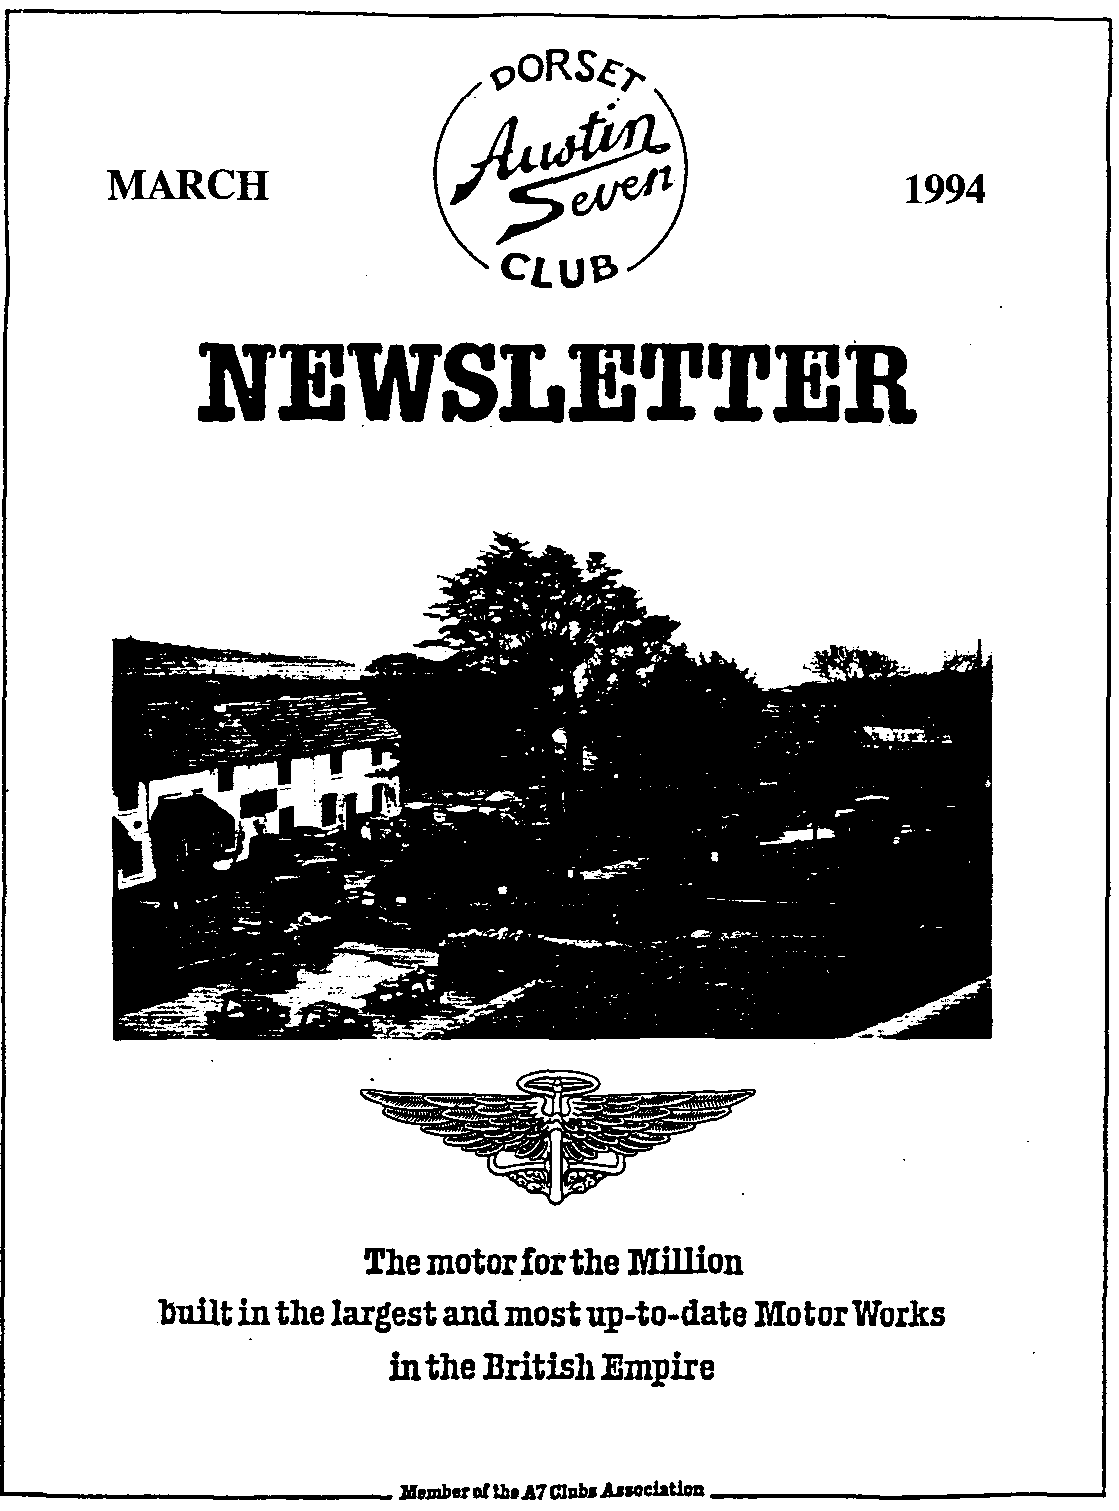 DORSET
Austin
Seven
CLUB
MARCH 1994
NEWSLETTER
The motor for the Million
built in the largest and most up-to-date Motor Works
in the British Empire
Member of the A7 Clubs Association